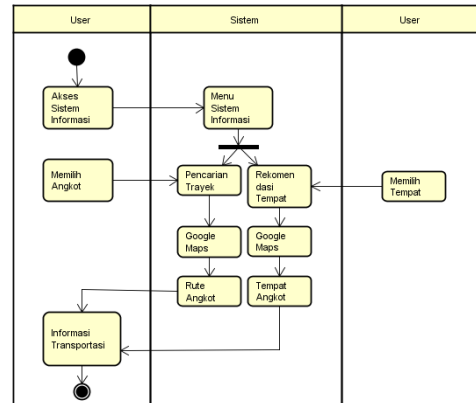 User
Sistem
User
Akses
Sistem
Informasi
Menu
Sistem
Informasi
Memilih
Angkot
Pencarian
Trayek
Rekomen
dasi
Tempat
Memilih
Tempat
Google
Maps
Google
Maps
Rute
Angkot
Tempat
Angkot
Informasi
Transportasi